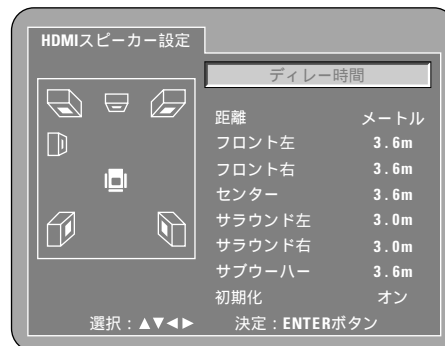 HDMIスピーカー設定
ディレー時間
距離 メートル
フロント左 3.6m
フロント右 3.6m
センター 3.6m
サラウンド左 3.0m
サラウンド右 3.0m
サブウーハー 3.6m
初期化 オン
選択：▲▼◀▶ 決定：ENTERボタン